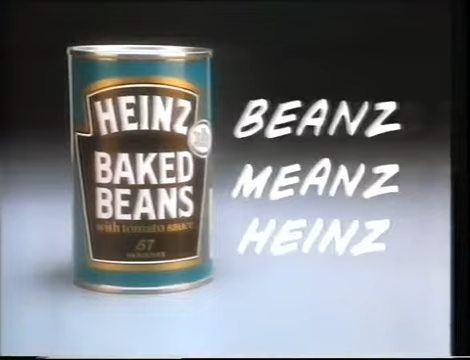 HEINZ
BAKED
BEANS
with tomato sauce
57
BEANZ
MEANZ
HEINZ